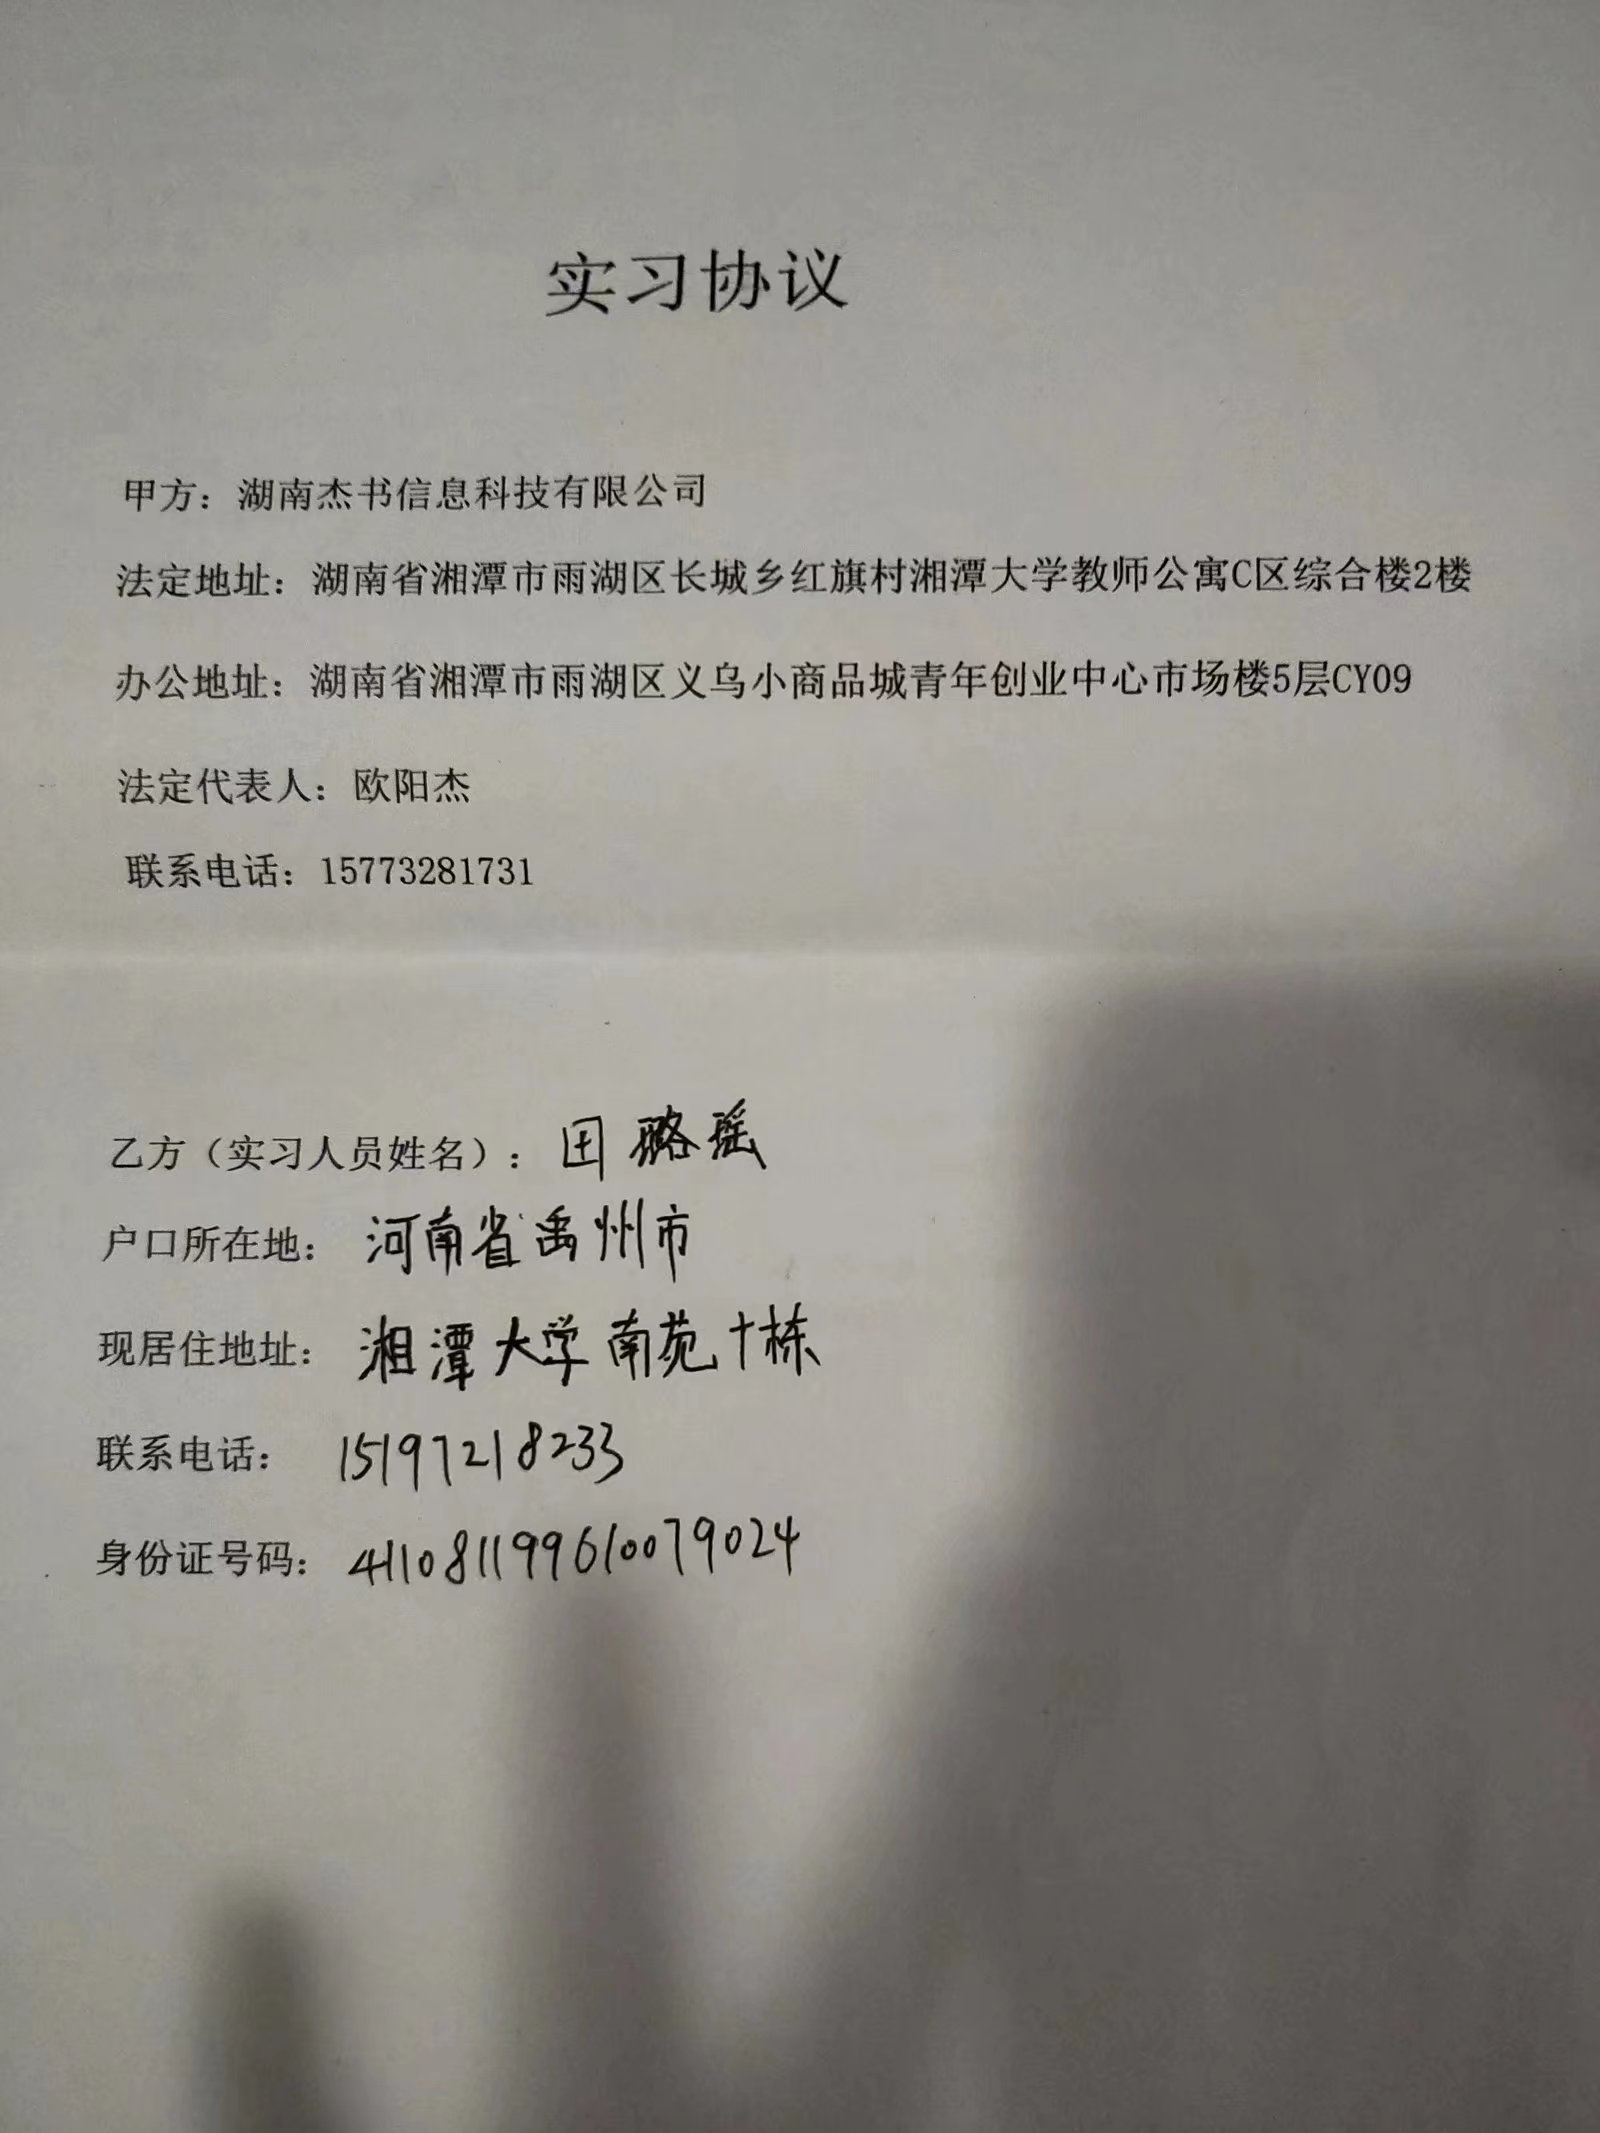 实习协议
甲方：湖南杰书信息科技有限公司
法定地址：湖南省湘潭市雨湖区长城乡红旗村湘潭大学教师公寓C区综合楼2楼
办公地址：湖南省湘潭市雨湖区义乌小商品城青年创业中心市场楼5层CY09
法定代表人：欧阳杰
联系电话：15773281731
乙方（实习人员姓名）：田璐瑶
户口所在地：河南省禹州市
现居住地址：湘潭大学南苑十栋
联系电话：15197218233
身份证号码：411081199610079024